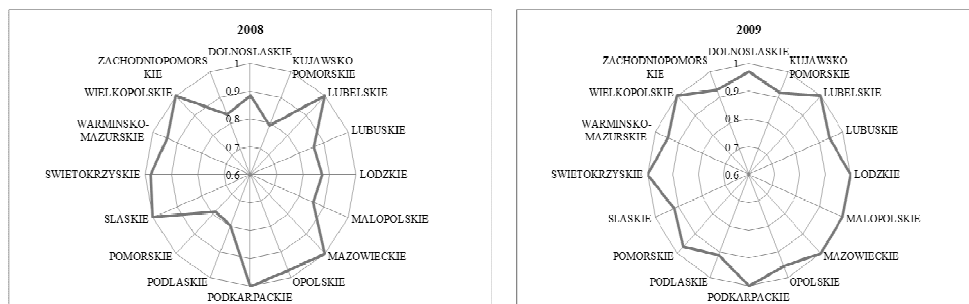 2008
DOLNOSLASKIE
KUJAWSKO
POMORSKIE
LUBELSKIE
LUBUSKIE
LODZKIE
MALOPOLSKIE
MAZOWIECKIE
OPOLSKIE
PODKARPACKIE
PODLASKIE
POMORSKIE
SLASKIE
SWIETOKRZYSKIE
WARMINSKO-
MAZURSKIE
WIELKOPOLSKIE
ZACHODNIOPOMORS
KIE
1
0.9
0.8
0.7
0.6
2009
DOLNOSLASKIE
KUJAWSKO
POMORSKIE
LUBELSKIE
LUBUSKIE
LODZKIE
MALOPOLSKIE
MAZOWIECKIE
OPOLSKIE
PODKARPACKIE
PODLASKIE
POMORSKIE
SLASKIE
SWIETOKRZYSKIE
WARMINSKO-
MAZURSKIE
WIELKOPOLSKIE
ZACHODNIOPOMORS
KIE
1
0.9
0.8
0.7
0.6